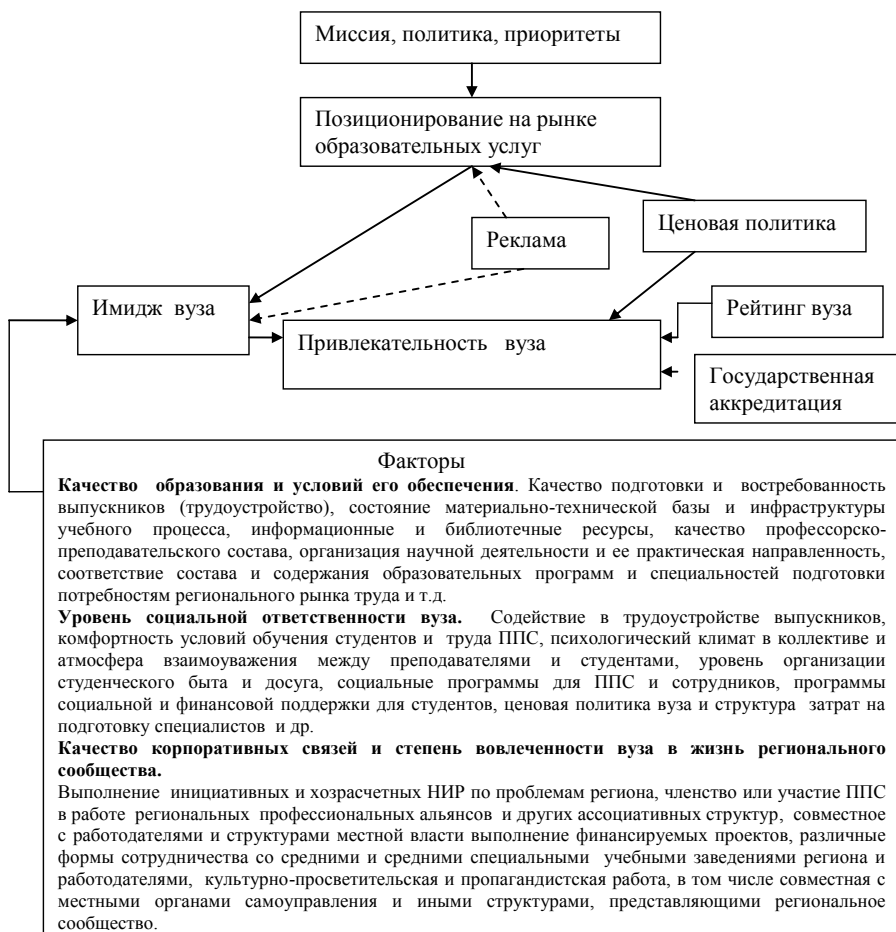 Миссия, политика, приоритеты
Позиционирование на рынке
образовательных услуг
Реклама
Ценовая политика
Имидж вуза
Привлекательность вуза
Рейтинг вуза
Государственная
аккредитация
Факторы
Качество образования и условий его обеспечения. Качество подготовки и востребованность
выпускников (трудоустройство), состояние материально-технической базы и инфраструктуры
учебного процесса, информационные и библиотечные ресурсы, качество профессорско-
преподавательского состава, организация научной деятельности и ее практическая направленность,
соответствие состава и содержания образовательных программ и специальностей подготовки
потребностям регионального рынка труда и т.д.
Уровень социальной ответственности вуза. Содействие в трудоустройстве выпускников,
комфортность условий обучения студентов и труда ППС, психологический климат в коллективе и
атмосфера взаимоуважения между преподавателями и студентами, уровень организации
студенческого быта и досуга, социальные программы для ППС и сотрудников, программы
социальной и финансовой поддержки для студентов, ценовая политика вуза и структура затрат на
подготовку специалистов и др.
Качество корпоративных связей и степень вовлеченности вуза в жизнь регионального
сообщества.
Выполнение инициативных и хозрасчетных НИР по проблемам региона, членство или участие ППС
в работе региональных профессиональных альянсов и других ассоциативных структур, совместное
с работодателями и структурами местной власти выполнение финансируемых проектов, различные
формы сотрудничества со средними и средними специальными учебными заведениями региона и
работодателями, культурно-просветительская и пропагандистская работа, в том числе совместная с
местными органами самоуправления и иными структурами, представляющими региональное
сообщество.